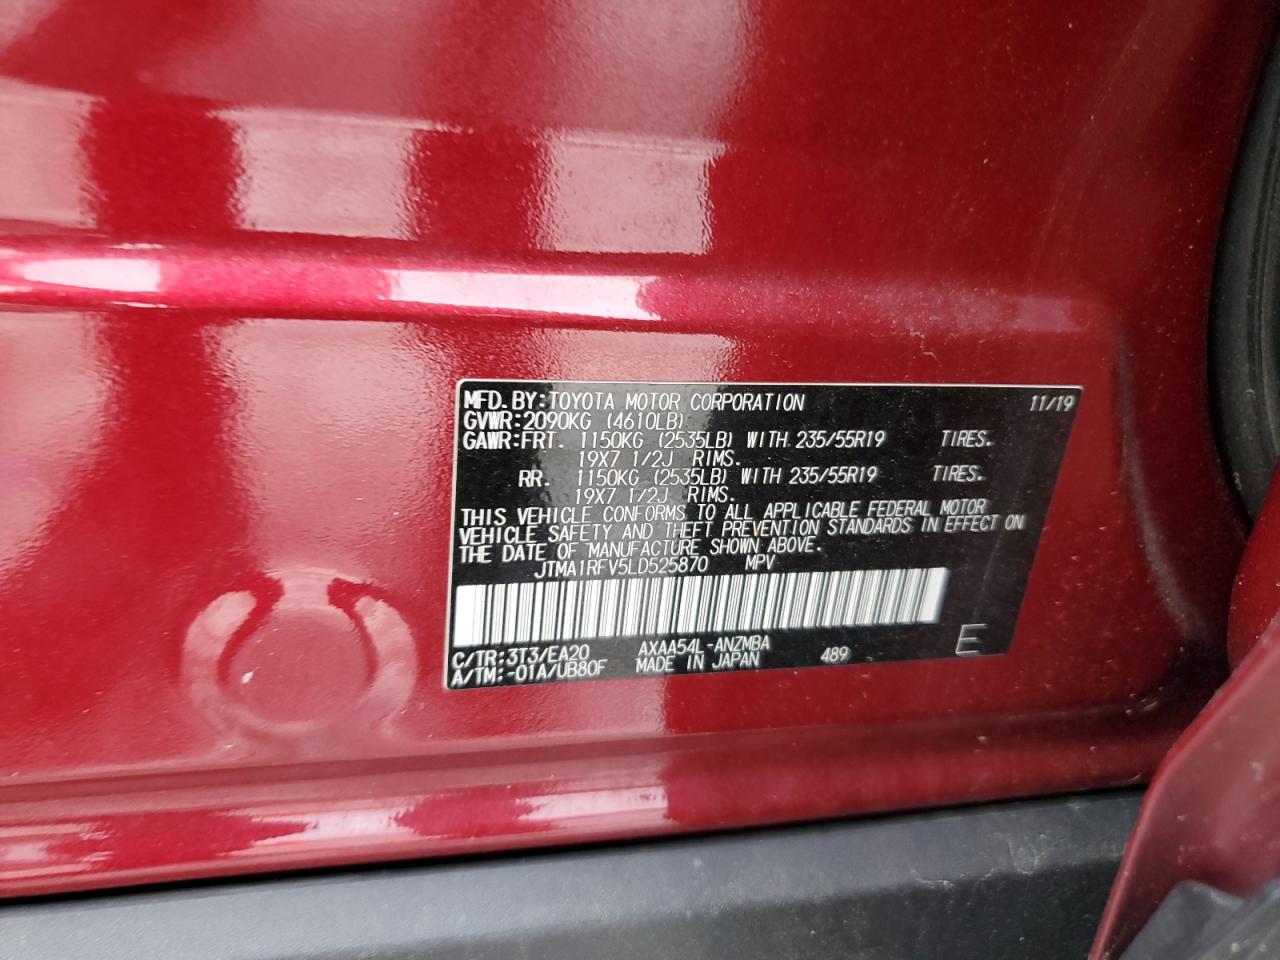 MFD. BY: TOYOTA MOTOR CORPORATION 11/19
GVWR: 2090KG (4610LB)
GAWR: FRT. 1150KG (2535LB) WITH 235/55R19 TIRES.
19X7 1/2J RIMS.
RR. 1150KG (2535LB) WITH 235/55R19 TIRES.
19X7 1/2J RIMS.
THIS VEHICLE CONFORMS TO ALL APPLICABLE FEDERAL MOTOR
VEHICLE SAFETY AND THEFT PREVENTION STANDARDS IN EFFECT ON
THE DATE OF MANUFACTURE SHOWN ABOVE.
JTMA1RFV5LD525870 MPV
C/TR: 3T3/EA20 AXAA54L-ANZMBA 489 E
A/TM: -01A/UB80F MADE IN JAPAN